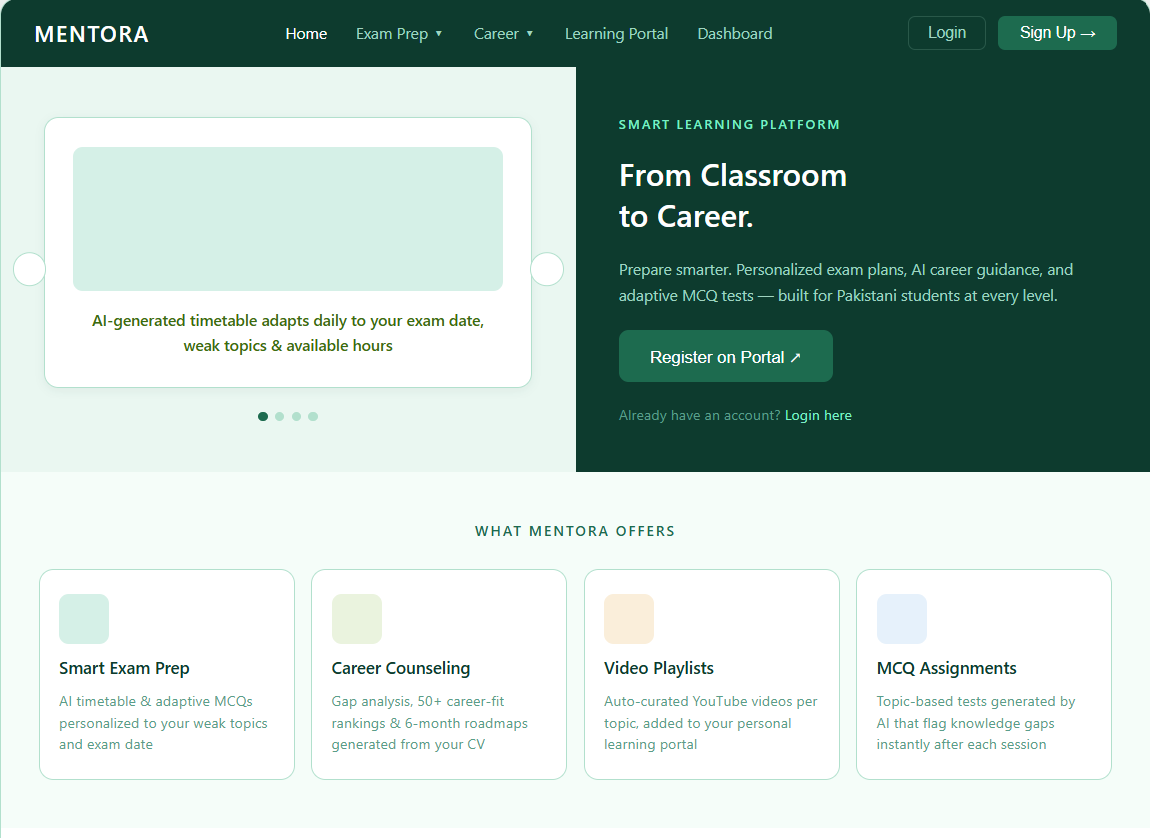 MENTORA
Home
Exam Prep ▼
Career ▼
Learning Portal
Dashboard
Login
Sign Up →
AI-generated timetable adapts daily to your exam date,
weak topics & available hours
SMART LEARNING PLATFORM
From Classroom
to Career.
Prepare smarter. Personalized exam plans, AI career guidance, and
adaptive MCQ tests — built for Pakistani students at every level.
Register on Portal ↗
Already have an account? Login here
WHAT MENTORA OFFERS
Smart Exam Prep
AI timetable & adaptive MCQs
personalized to your weak topics
and exam date
Career Counseling
Gap analysis, 50+ career-fit
rankings & 6-month roadmaps
generated from your CV
Video Playlists
Auto-curated YouTube videos per
topic, added to your personal
learning portal
MCQ Assignments
Topic-based tests generated by
AI that flag knowledge gaps
instantly after each session